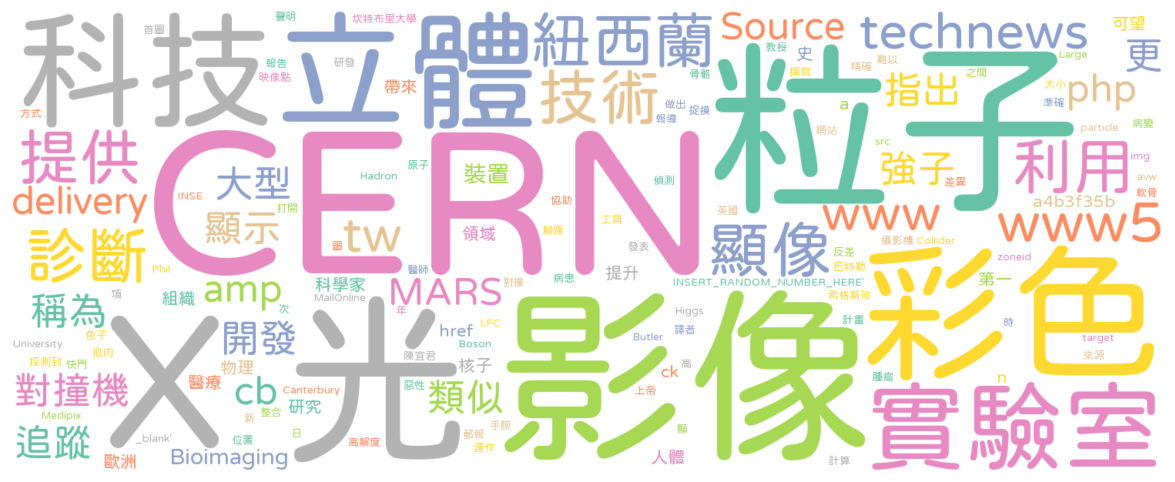 科技
首圖
立體
聲明
坎特布里大學
紐西蘭
Source
technews
可望
更
報告
映像點
研發
帶來
方式
技術
骨骼
教授
史
撰寫
精確
難以
指出
之間
Large
大小
準確
php
做出
報導
捉摸
粒子
a
網站
particle
病變
提供
CERN
大型
delivery
INSE
打開
Hadron
原子
裝置
偵測
協助
工具
英國
src
強子
差異
利用
img
avw
軟骨
a4b3f35b
www
www5
顯示
tw
圖
領域
臟踝
發表
顯像
反差
攝影機
Collider
診斷
Phil
科學家
醫師
對撞
病患
提升
INSERT_RANDOM_NUMBER_HERE'
巴特勒
zoneid
第一
稱為
組織
amp
項
次
MailOnline
年
MARS
希格斯玻
彩色
University
包子
肌肉
開發
href
LFC
Boson
Higgs
Butler
譯者
計畫
時
target
來源
探測到
快門
物理
陳宜君
核子
X光
影像
高
對撞機
醫療
cb
Canterbury
惡性
類似
ck
上帝
腫瘤
n
實驗室
Medipix
新
整合
研究
手腕
顯
追蹤
_blank'
位置
日
高解度
郵報
運作
歐洲
Bioimaging
人體
計算